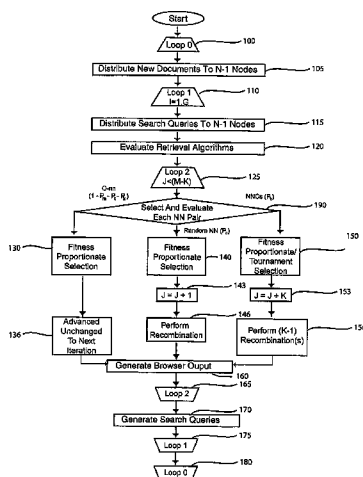 Start
Loop 0
100
Distribute New Documents To N-1 Nodes
105
Loop 1
I=1,G
110
Distribute Search Queries To N-1 Nodes
115
Evaluate Retrieval Algorithms
120
Loop 2
J<(M-K)
125
NNCs
Select And Evaluate
Each NN Pair
190
130
Fitness
Proportionate
Selection
Random NN
Fitness
Proportionate
Selection
140
Fitness
Proportionate/
Tournament
Selection
150
J = J + 1
143
J = J + K
153
136
Advanced
Unchanged
To Next
Iteration
146
Perform
Recombination
Perform (K-1)
Recombination(s)
Generate Browser Ouput
160
Loop 2
165
170
Generate Search Queries
175
Loop 1
Loop 0
180